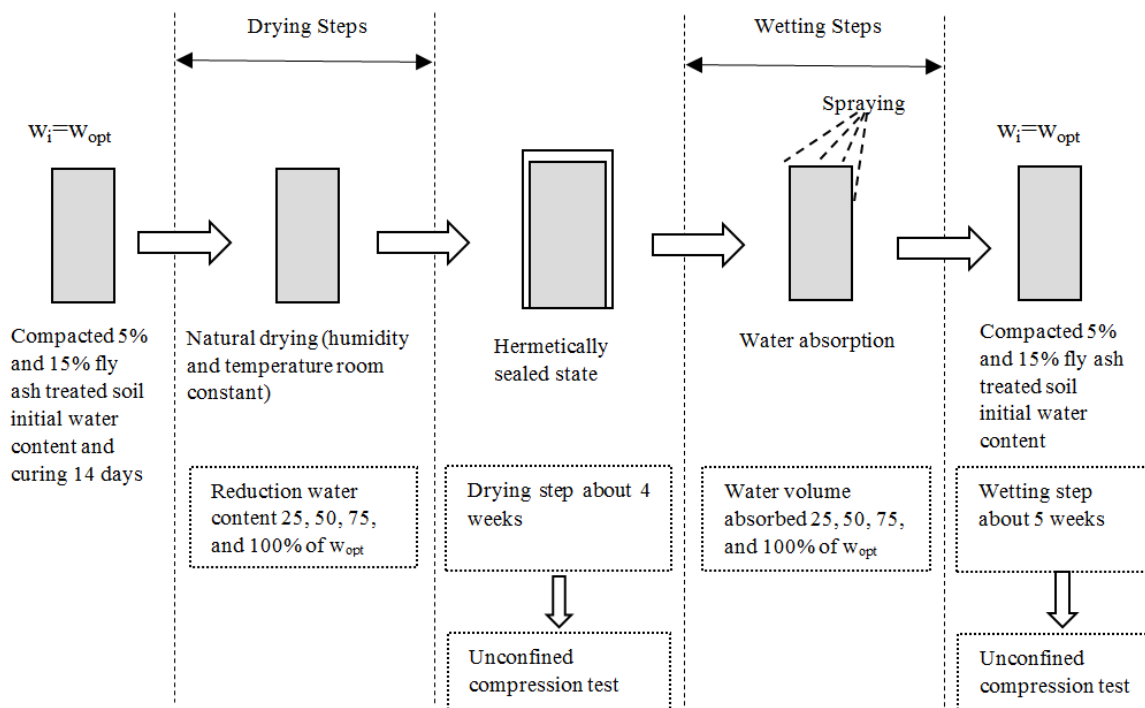 Drying Steps
Wetting Steps
Spraying
wi=wopt
wi=wopt
Compacted 5%
and 15% fly
ash treated soil
initial water
content and
curing 14 days
Natural drying (humidity
and temperature room
constant)
Hermetically
sealed state
Water absorption
Compacted 5%
and 15% fly ash
treated soil
initial water
content
Reduction water
content 25, 50, 75,
and 100% of wopt
Drying step about 4
weeks
Water volume
absorbed 25, 50, 75,
and 100% of wopt
Wetting step
about 5 weeks
Unconfined
compression test
Unconfined
compression test